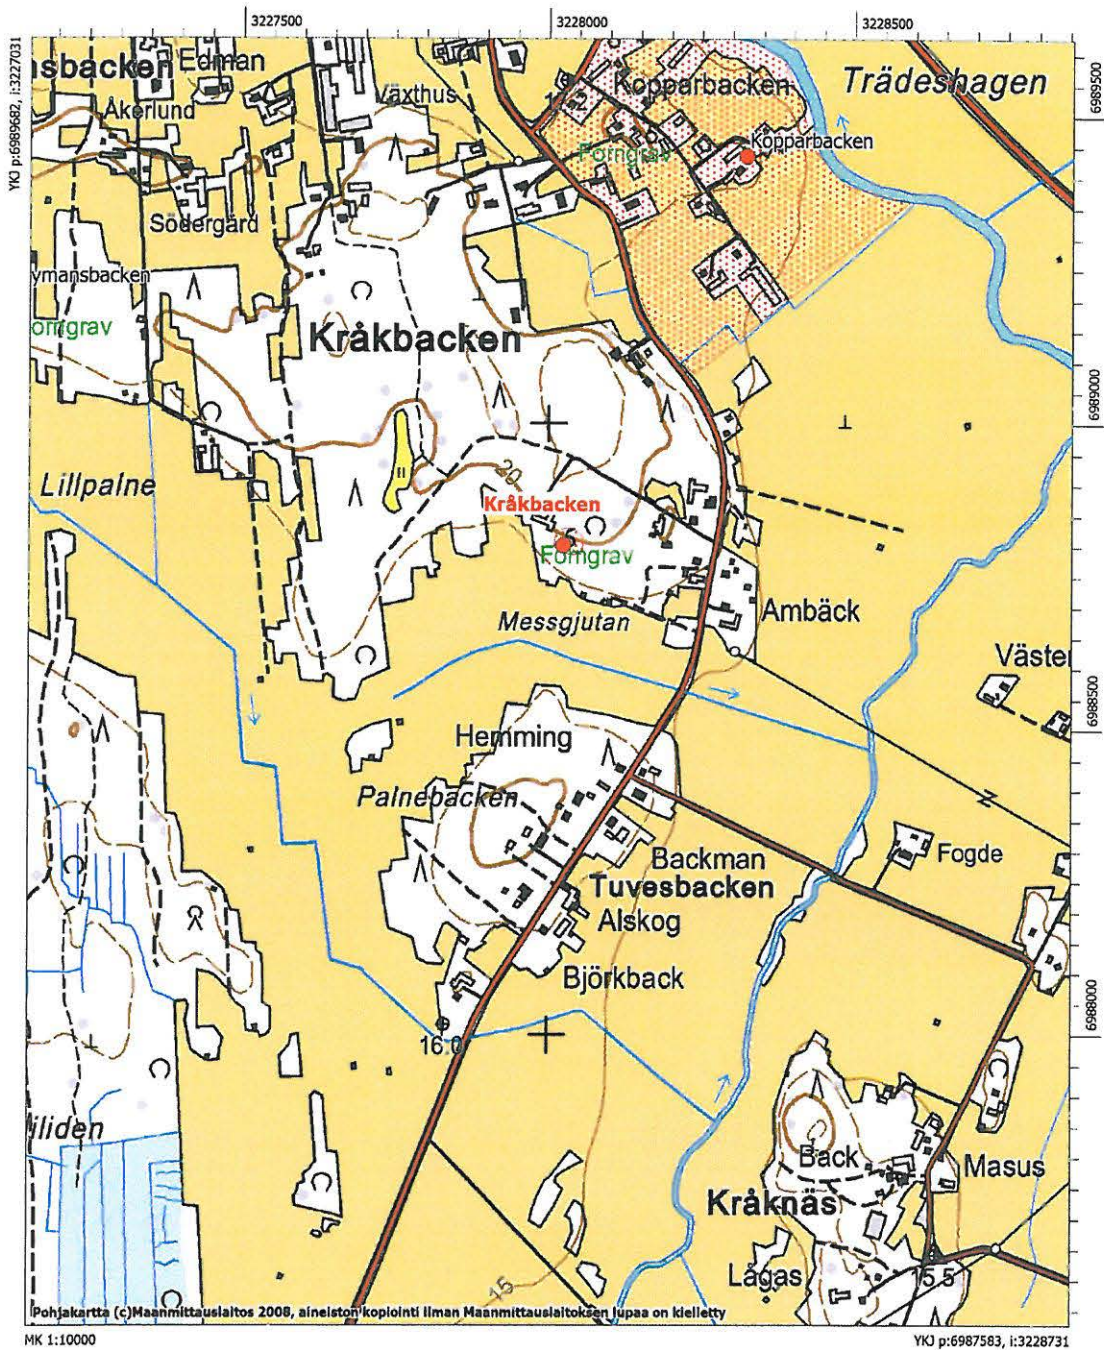 3227500
3228000
3228500
YKJ p:6989682, i:3227031
6989500
6989000
6988500
6988000
nsbacken
Edman
Åkerlund
Växthus
Kopparbacken
Trädeshagen
Forngrav
Kopparbacken
Södergård
ymansbacken
orngrav
Kråkbacken
Lillpalne
20
Kråkbacken
Forngrav
Messgjutan
Ambäck
Väster
Hemming
Palnebacken
Backman
Fogde
Tuvesbacken
Alskog
Björkback
16.0
liden
Back
Masus
Kråknäs
Lågas
15.5
15
Pohjakartta (c)Maanmittauslaitos 2008, aineiston kopiointi ilman Maanmittauslaitoksen lupaa on kielletty
MK 1:10000
YKJ p:6987583, i:3228731